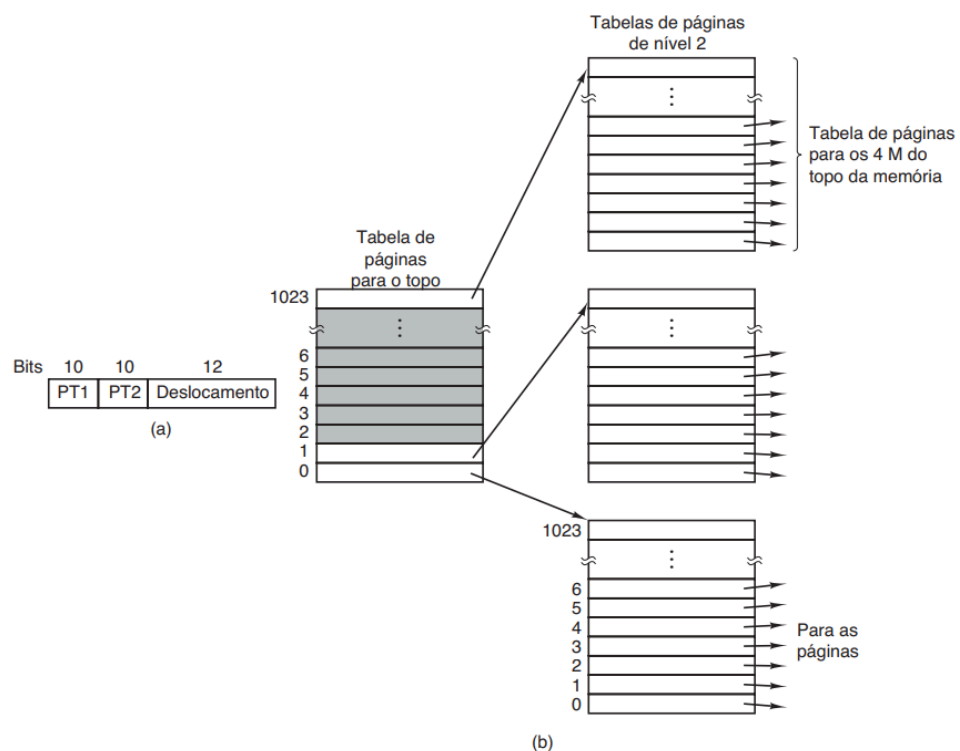 Tabelas de páginas
de nível 2
Tabela de páginas
para os 4 M do
topo da memória
Tabela de
páginas
para o topo
1023
6
5
4
3
2
1
0
Bits 10 10 12
PT1 PT2 Deslocamento
(a)
1023
6
5
4
3
2
1
0
Para as
páginas
(b)